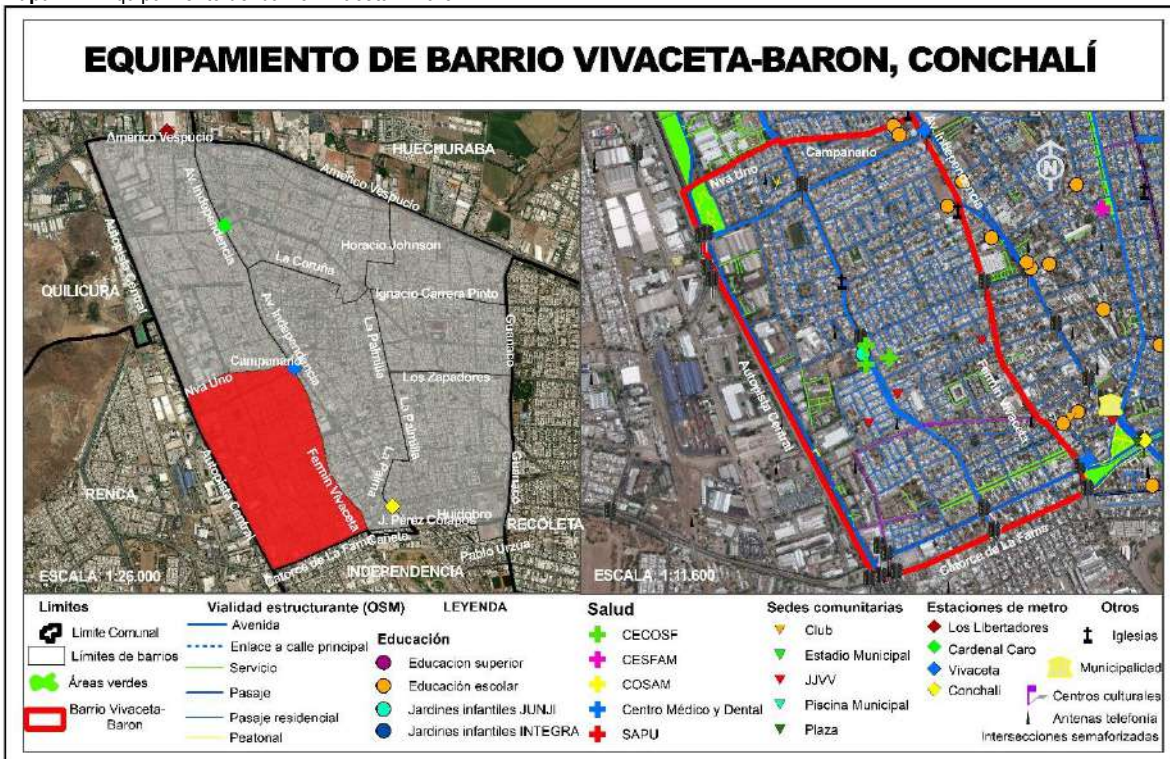 EQUIPAMIENTO DE BARRIO VIVACETA-BARON, CONCHALÍ
Americo Vespucio
HUECHURABA
Américo Vespucio
Av. Independencia
Autopista Central
Horacio Johnson
La Coruña
QUILICURA
Ignacio Carrera Pinto
Av. Independencia
La Palmilla
Guanaco
Campanario
Nva Uno
Los Zapadores
La Palmilla
Fermin Vivaceta
La Palma
Autopista Central
Guanaco
RENCA
Huidobro
J. Perez Cotapos
RECOLETA
Catorce de La Fama
Cañete
Pablo Urzua
INDEPENDENCIA
ESCALA: 1:26.000
Av. Independencia
Campanario
Nva Uno
N
Autopista Central
Fermin Vivaceta
Catorce de La Fama
ESCALA: 1:11.600
LEYENDA
Limites
Limite Comunal
Límites de barrios
Áreas verdes
Barrio Vivaceta-
Baron
Vialidad estructurante (OSM)
Avenida
Enlace a calle principal
Servicio
Pasaje
Pasaje residencial
Peatonal
Educación
Educacion superior
Educación escolar
Jardines infantiles JUNJI
Jardines infantiles INTEGRA
Salud
CECOSF
CESFAM
COSAM
Centro Médico y Dental
SAPU
Sedes comunitarias
Club
Estadio Municipal
JJVV
Piscina Municipal
Plaza
Estaciones de metro
Los Libertadores
Cardenal Caro
Vivaceta
Conchalí
Otros
Iglesias
Municipalidad
Centros culturales
Antenas telefonía
Intersecciones semaforizadas